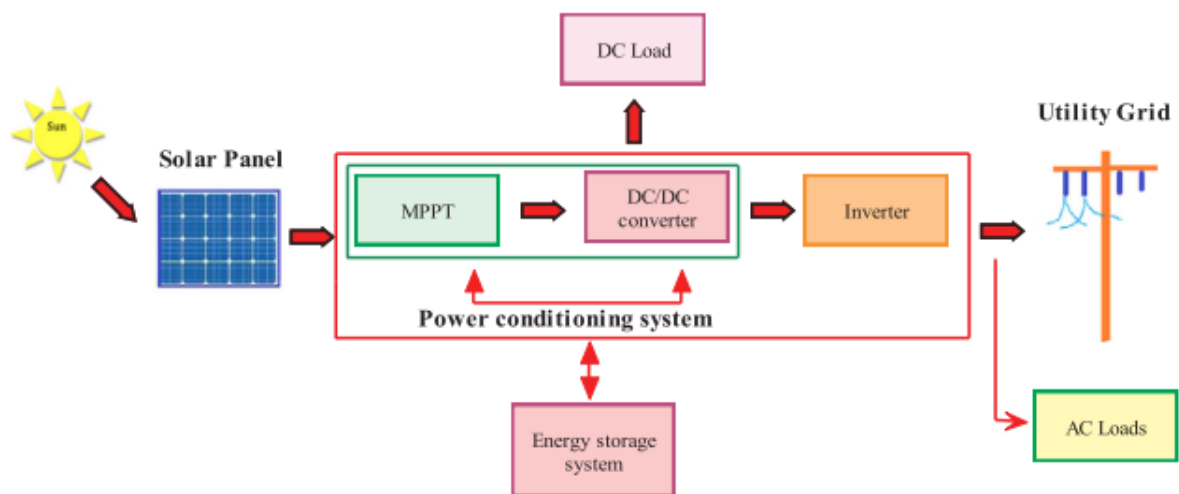 DC Load
Sun
Utility Grid
Solar Panel
MPPT
DC/DC
converter
Inverter
Power conditioning system
Energy storage
system
AC Loads